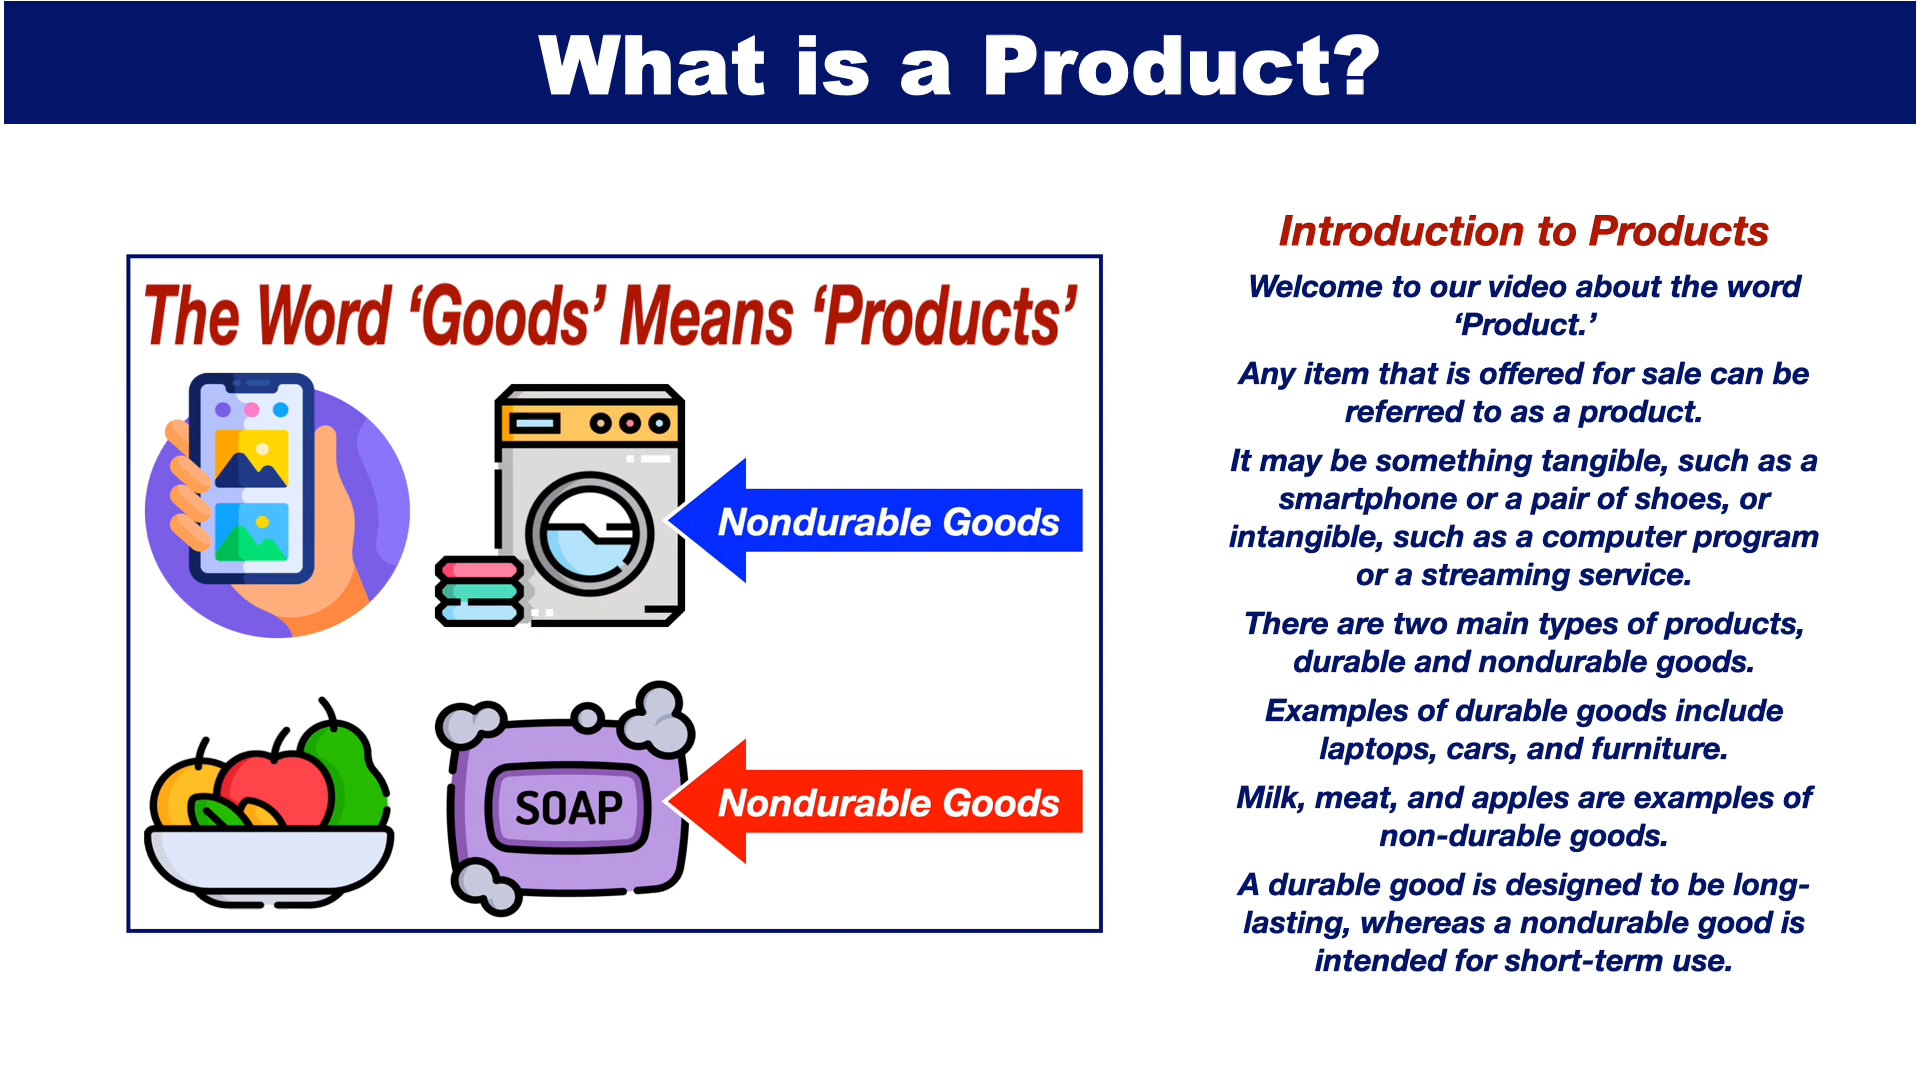 What is a Product?
The Word ‘Goods’ Means ‘Products’
Nondurable Goods
SOAP
Nondurable Goods
Introduction to Products
Welcome to our video about the word
‘Product.’
Any item that is offered for sale can be
referred to as a product.
It may be something tangible, such as a
smartphone or a pair of shoes, or
intangible, such as a computer program
or a streaming service.
There are two main types of products,
durable and nondurable goods.
Examples of durable goods include
laptops, cars, and furniture.
Milk, meat, and apples are examples of
non-durable goods.
A durable good is designed to be long-
lasting, whereas a nondurable good is
intended for short-term use.